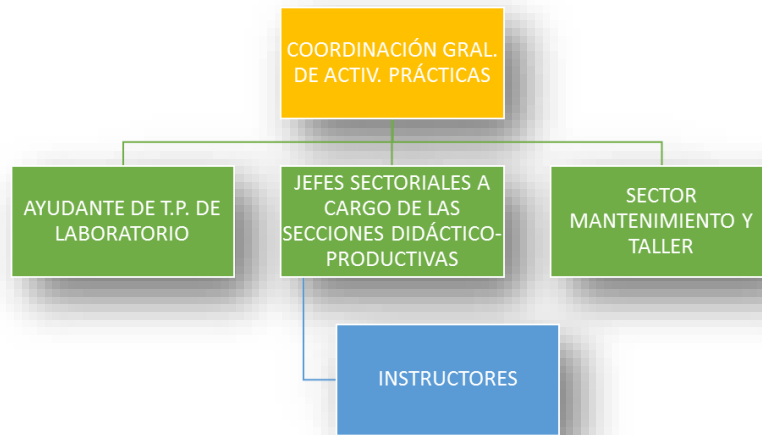 COORDINACIÓN GRAL.
DE ACTIV. PRÁCTICAS
AYUDANTE DE T.P. DE
LABORATORIO
JEFES SECTORIALES A
CARGO DE LAS
SECCIONES DIDÁCTICO-
PRODUCTIVAS
SECTOR
MANTENIMIENTO Y
TALLER
INSTRUCTORES